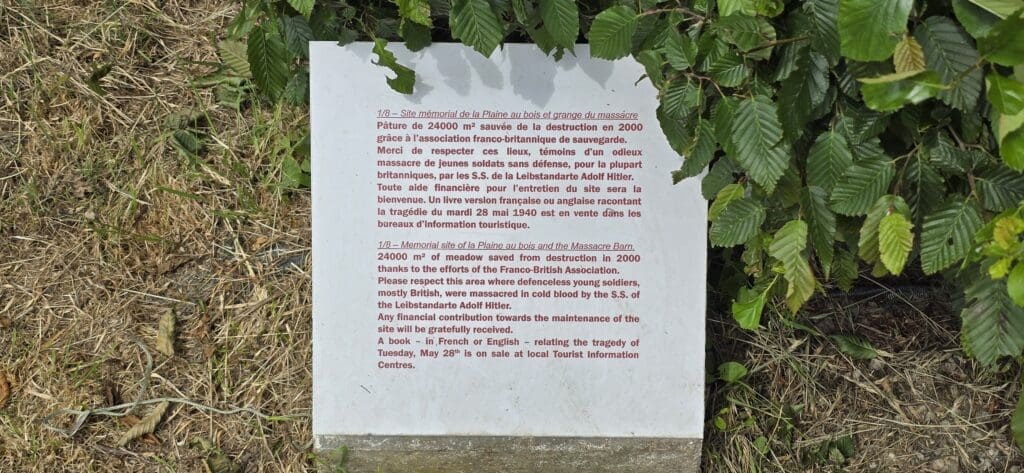 1/8 – Site mémorial de la Plaine au bois et grange du massacre
Pâture de 24000 m² sauvée de la destruction en 2000
grâce à l'association franco-britannique de sauvegarde.
Merci de respecter ces lieux, témoins d'un odieux
massacre de jeunes soldats sans défense, pour la plupart
britanniques, par les S.S. de la Leibstandarte Adolf Hitler.
Toute aide financière pour l'entretien du site sera la
bienvenue. Un livre version française ou anglaise racontant
la tragédie du mardi 28 mai 1940 est en vente dans les
bureaux d'information touristique.
1/8 – Memorial site of la Plaine au bois and the Massacre Barn.
24000 m² of meadow saved from destruction in 2000
thanks to the efforts of the Franco-British Association.
Please respect this area where defenceless young soldiers,
mostly British, were massacred in cold blood by the S.S. of
the Leibstandarte Adolf Hitler.
Any financial contribution towards the maintenance of the
site will be gratefully received.
A book – in French or English – relating the tragedy of
Tuesday, May 28th is on sale at local Tourist Information
Centres.